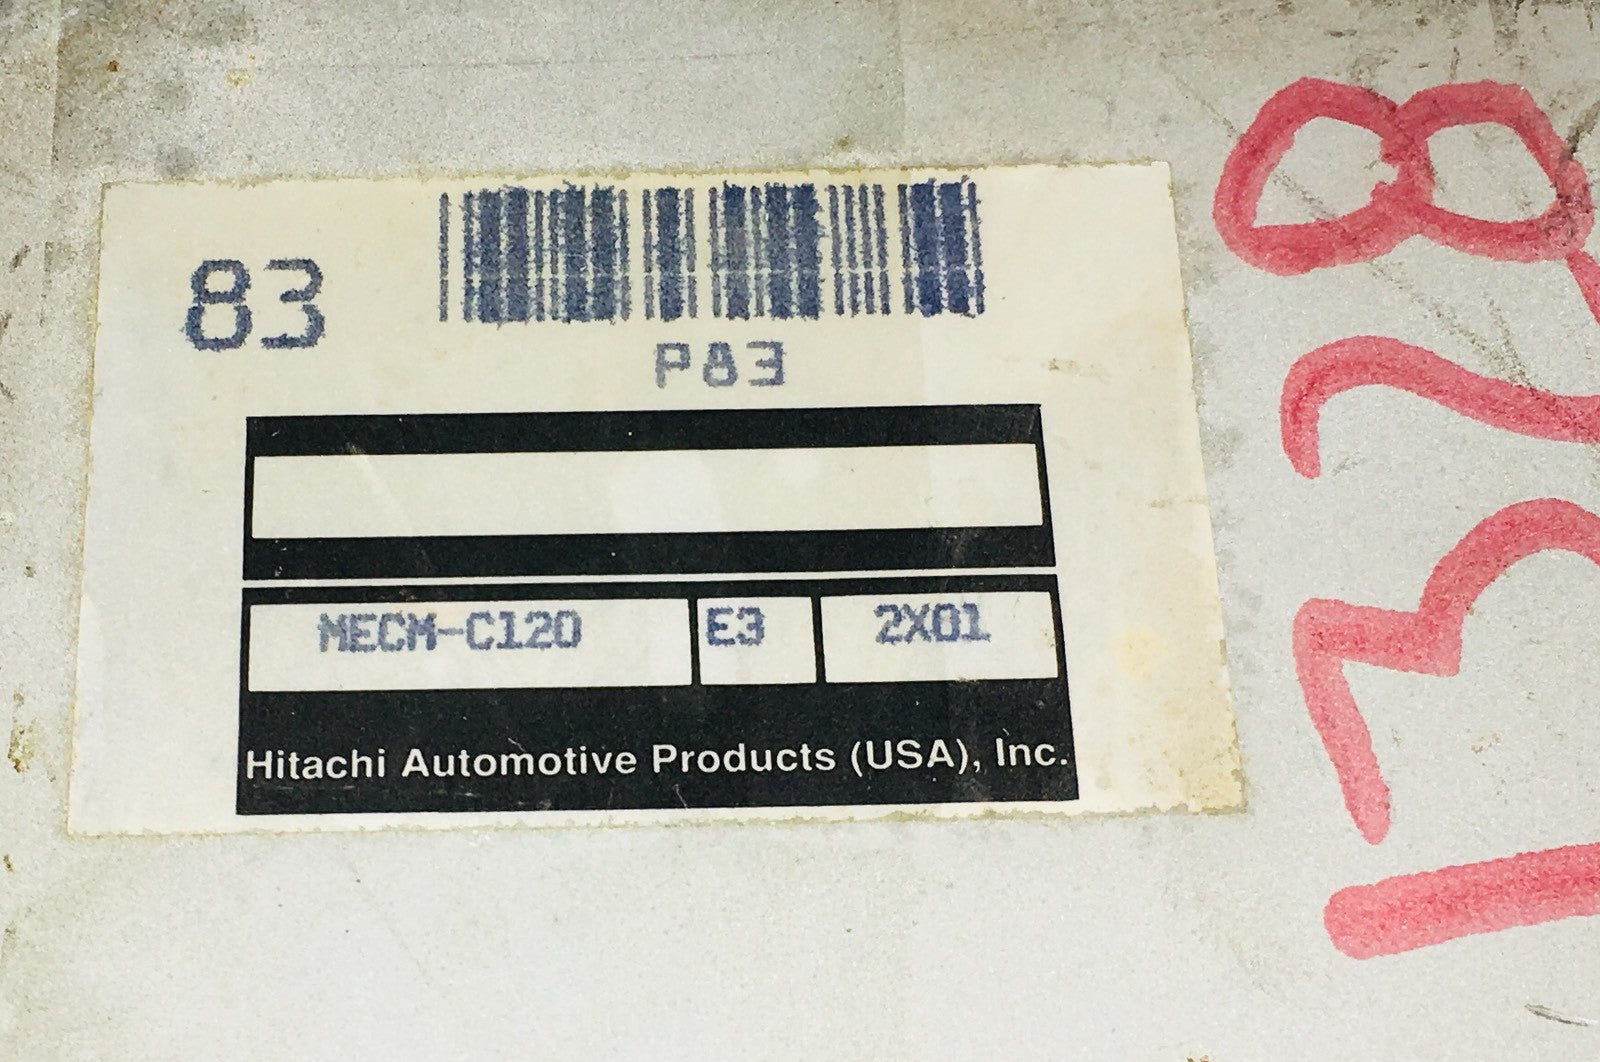 83
P83
MECM-C120 E3 2X01
Hitachi Automotive Products (USA), Inc.